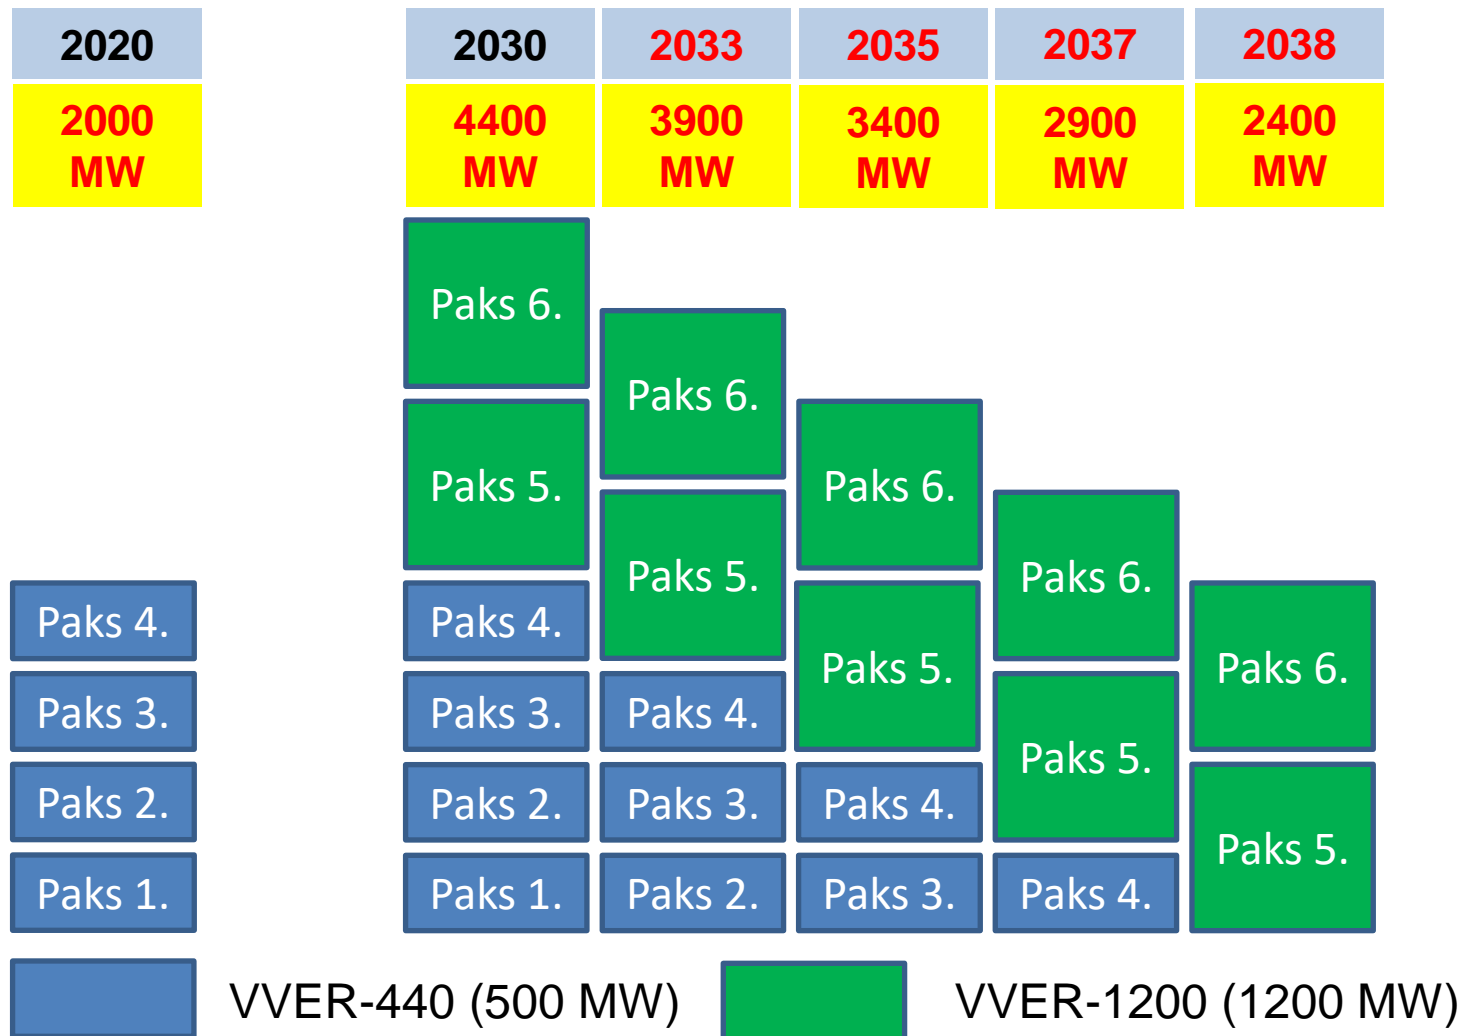 2020 2030 2033 2035 2037 2038
2000 4400 3900 3400 2900 2400
MW MW MW MW MW MW
Paks 6.
Paks 6.
Paks 5. Paks 6.
Paks 5. Paks 6.
Paks 4. Paks 4.
Paks 5. Paks 6.
Paks 3. Paks 3. Paks 4.
Paks 5.
Paks 2. Paks 2. Paks 3. Paks 4.
Paks 5.
Paks 1. Paks 1. Paks 2. Paks 3. Paks 4.
VVER-440 (500 MW) VVER-1200 (1200 MW)